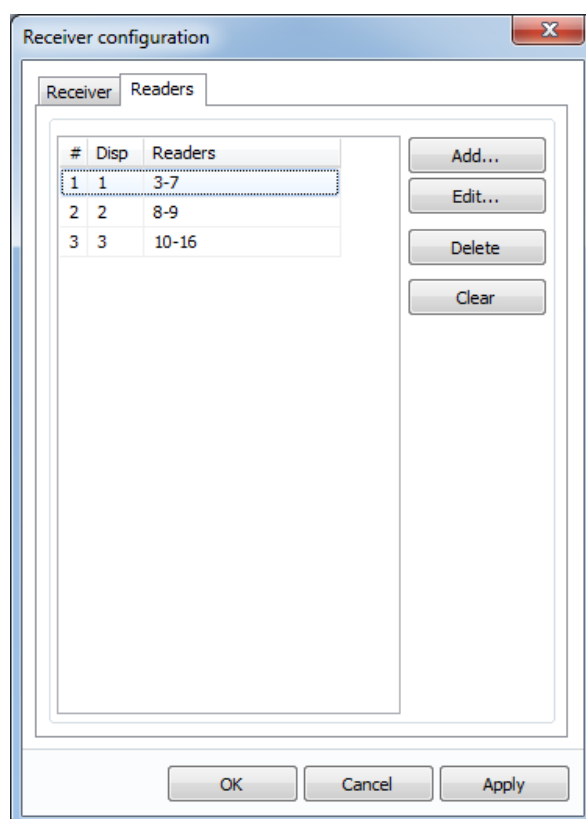 Receiver configuration
Receiver Readers
# Disp Readers
1 1 3-7
2 2 8-9
3 3 10-16
Add...
Edit...
Delete
Clear
OK Cancel Apply